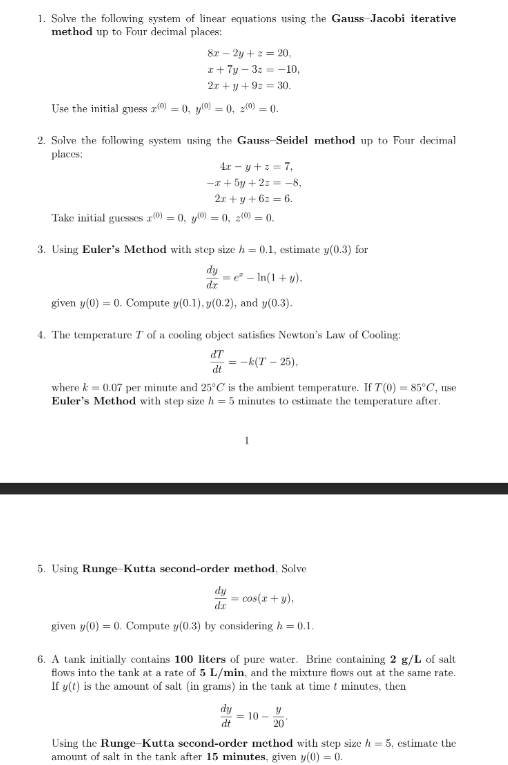 1. Solve the following system of linear equations using the Gauss–Jacobi iterative
method up to Four decimal places:
8x − 2y + z = 20,
x + 7y − 3z = −10,
2x + y + 9z = 30.
Use the initial guess x⁽⁰⁾ = 0, y⁽⁰⁾ = 0, z⁽⁰⁾ = 0.
2. Solve the following system using the Gauss–Seidel method up to Four decimal
places:
4x − y + z = 7,
−x + 5y + 2z = −8,
2x + y + 6z = 6.
Take initial guesses x⁽⁰⁾ = 0, y⁽⁰⁾ = 0, z⁽⁰⁾ = 0.
3. Using Euler's Method with step size h = 0.1, estimate y(0.3) for
dy/dx = eˣ − ln(1 + y),
given y(0) = 0. Compute y(0.1), y(0.2), and y(0.3).
4. The temperature T of a cooling object satisfies Newton's Law of Cooling:
dT/dt = −k(T − 25),
where k = 0.07 per minute and 25°C is the ambient temperature. If T(0) = 85°C, use
Euler's Method with step size h = 5 minutes to estimate the temperature after.
1
5. Using Runge–Kutta second-order method, Solve
dy/dx = cos(x + y),
given y(0) = 0. Compute y(0.3) by considering h = 0.1.
6. A tank initially contains 100 liters of pure water. Brine containing 2 g/L of salt
flows into the tank at a rate of 5 L/min, and the mixture flows out at the same rate.
If y(t) is the amount of salt (in grams) in the tank at time t minutes, then
dy/dt = 10 − y/20.
Using the Runge–Kutta second-order method with step size h = 5, estimate the
amount of salt in the tank after 15 minutes, given y(0) = 0.